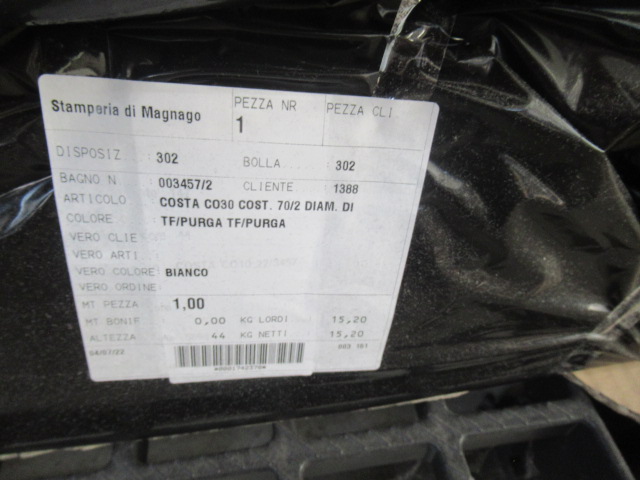 Stamperia di Magnago PEZZA NR PEZZA CLI
1
DISPOSIZ 302 BOLLA 302
BAGNO N 003457/2 CLIENTE 1388
ARTICOLO COSTA CO30 COST. 70/2 DIAM. DI
COLORE TF/PURGA TF/PURGA
VERO CLIE
VERO ARTI
VERO COLORE BIANCO
VERO ORDINE
MT PEZZA 1,00
MT BONIF 0,00 KG LORDI 15,20
ALTEZZA 44 KG NETTI 15,20
04/07/22